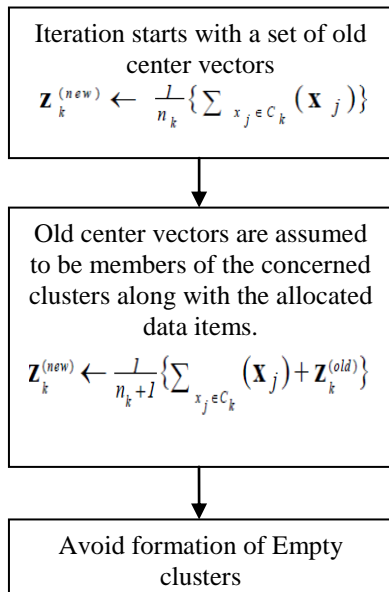 Iteration starts with a set of old
center vectors
z_k^(new) ← 1/n_k {∑_{x_j ∈ C_k} (x_j)}
Old center vectors are assumed
to be members of the concerned
clusters along with the allocated
data items.
z_k^(new) ← 1/(n_k+1) {∑_{x_j ∈ C_k} (x_j) + z_k^(old)}
Avoid formation of Empty
clusters